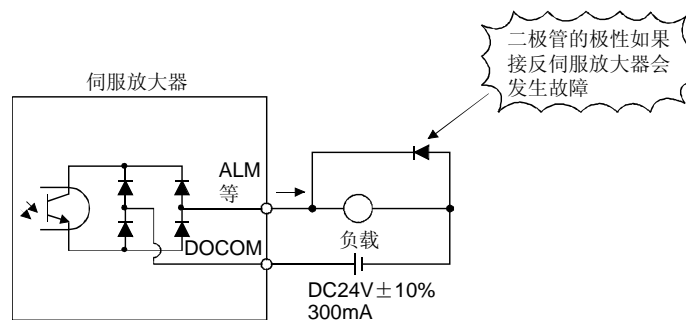 二极管的极性如果
接反伺服放大器会
发生故障
伺服放大器
ALM
等
DOCOM
负载
DC24V±10%
300mA